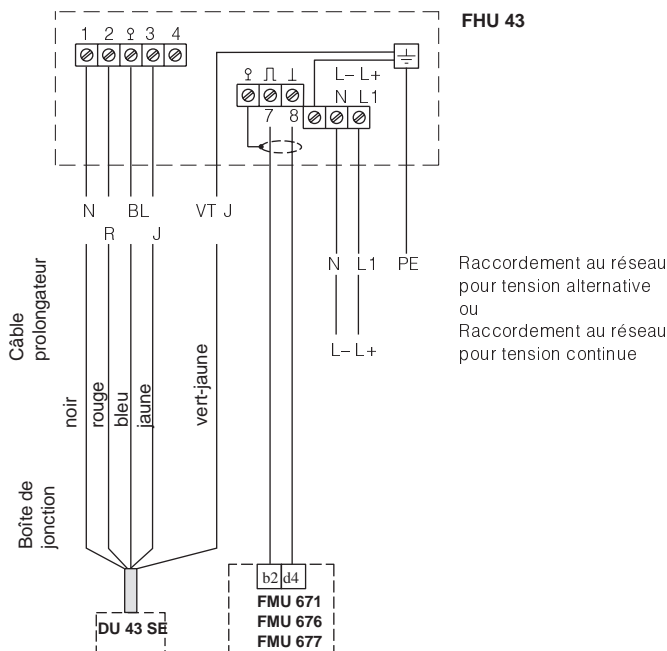 FHU 43
1 2 3 4
L– L+
N L1
7 8
N BL VT J
R J
N L1 PE
L– L+
Raccordement au réseau
pour tension alternative
ou
Raccordement au réseau
pour tension continue
Câble
prolongateur
noir
rouge
bleu
jaune
vert-jaune
Boîte de
jonction
DU 43 SE
b2 d4
FMU 671
FMU 676
FMU 677